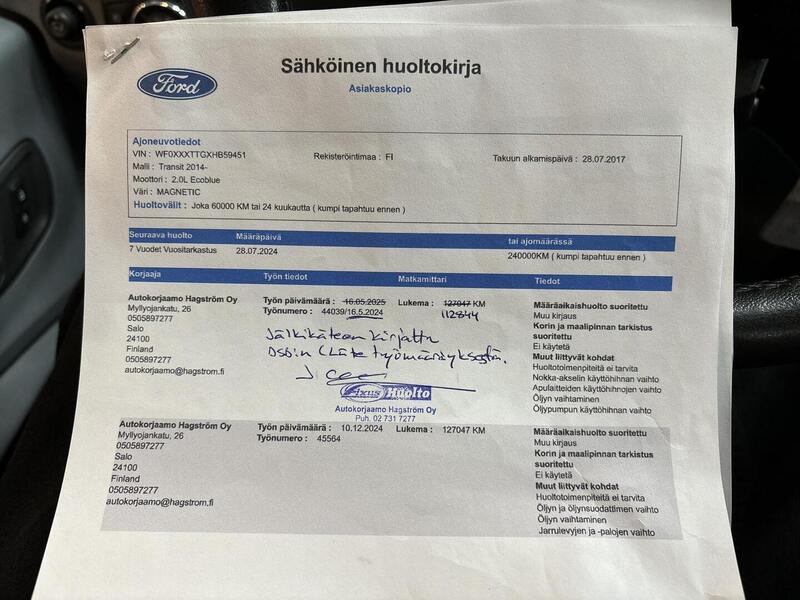 Ford
Sähköinen huoltokirja
Asiakaskopio
Ajoneuvotiedot
VIN : WF0XXXTTGXHB59451 Rekisteröintimaa : FI Takuun alkamispäivä : 28.07.2017
Malli : Transit 2014-
Moottori : 2.0L Ecoblue
Väri : MAGNETIC
Huoltovälit : Joka 60000 KM tai 24 kuukautta ( kumpi tapahtuu ennen )
Seuraava huolto Määräpäivä tai ajomäärässä
7 Vuodet Vuositarkastus 28.07.2024 240000KM ( kumpi tapahtuu ennen )
Korjaaja Työn tiedot Matkamittari Tiedot
Autokorjaamo Hagström Oy
Myllyojankatu, 26
0505897277
Salo
24100
Finland
0505897277
autokorjaamo@hagstrom.fi
Työn päivämäärä : 16.05.2025 Lukema : 127047 KM
Työnumero : 44039/16.5.2024 112844
Jälkikäteen kirjattu
työmääräyksestä.
Fixus Huolto
Autokorjaamo Hagström Oy
Puh. 02 731 7277
Määräaikaishuolto suoritettu
Muu kirjaus
Korin ja maalipinnan tarkistus
suoritettu
Ei käytetä
Muut liittyvät kohdat
Huoltotoimenpiteitä ei tarvita
Nokka-akselin käyttöhihnan vaihto
Apulaitteiden käyttöhihnojen vaihto
Öljyn vaihtaminen
Öljypumpun käyttöhihnan vaihto
Autokorjaamo Hagström Oy
Myllyojankatu, 26
0505897277
Salo
24100
Finland
0505897277
autokorjaamo@hagstrom.fi
Työn päivämäärä : 10.12.2024 Lukema : 127047 KM
Työnumero : 45564
Määräaikaishuolto suoritettu
Muu kirjaus
Korin ja maalipinnan tarkistus
suoritettu
Ei käytetä
Muut liittyvät kohdat
Huoltotoimenpiteitä ei tarvita
Öljyn ja öljynsuodattimen vaihto
Öljyn vaihtaminen
Jarrulevyjen ja -palojen vaihto